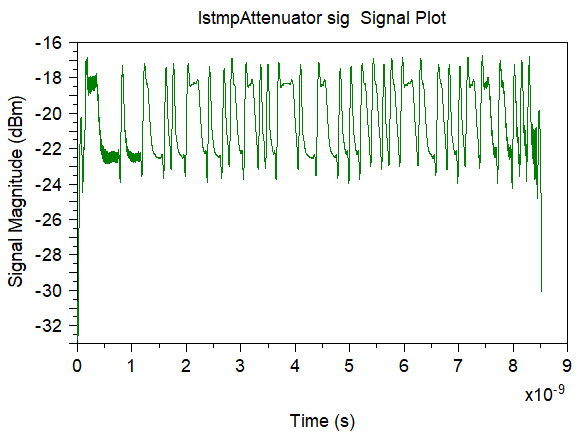 lstmpAttenuator sig  Signal Plot
-16
-18
-20
-22
-24
-26
-28
-30
-32
Signal Magnitude (dBm)
0 1 2 3 4 5 6 7 8 9
x10-9
Time (s)